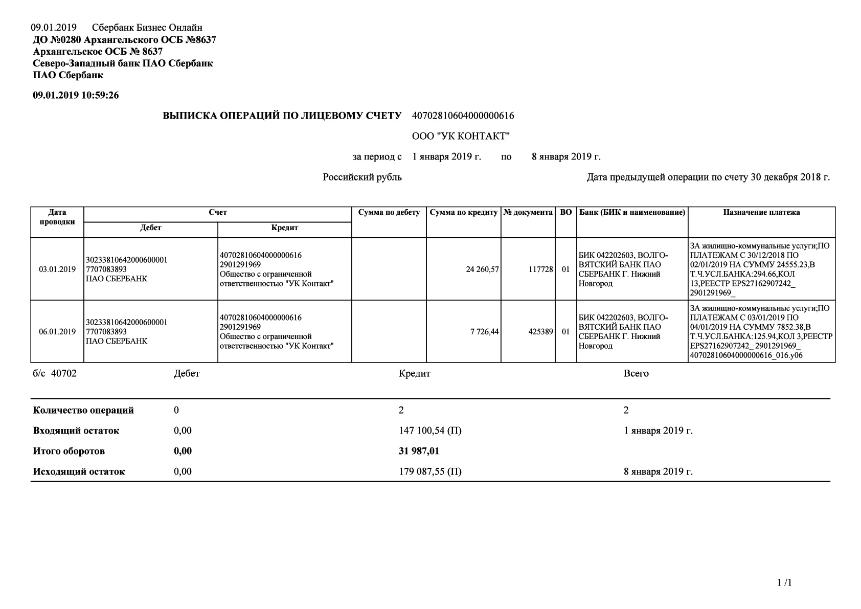 09.01.2019 Сбербанк Бизнес Онлайн
ДО №0280 Архангельского ОСБ №8637
Архангельское ОСБ № 8637
Северо-Западный банк ПАО Сбербанк
ПАО Сбербанк
09.01.2019 10:59:26
ВЫПИСКА ОПЕРАЦИЙ ПО ЛИЦЕВОМУ СЧЕТУ 40702810604000000616
ООО "УК КОНТАКТ"
за период с 1 января 2019 г. по 8 января 2019 г.
Российский рубль Дата предыдущей операции по счету 30 декабря 2018 г.
Дата проводки Счет Сумма по дебету Сумма по кредиту № документа ВО Банк (БИК и наименование) Назначение платежа
Дебет Кредит
03.01.2019
30233810642000600001
7707083893
ПАО СБЕРБАНК
40702810604000000616
2901291969
Общество с ограниченной
ответственностью "УК Контакт"
24 260,57
117728
01
БИК 042202603, ВОЛГО-
ВЯТСКИЙ БАНК ПАО
СБЕРБАНК Г. Нижний
Новгород
ЗА жилищно-коммунальные услуги;ПО
ПЛАТЕЖАМ С 30/12/2018 ПО
02/01/2019 НА СУММУ 24555.23,В
Т.Ч.УСЛ.БАНКА:294.66,КОЛ
13,РЕЕСТР EPS27162907242_
2901291969_
06.01.2019
30233810642000600001
7707083893
ПАО СБЕРБАНК
40702810604000000616
2901291969
Общество с ограниченной
ответственностью "УК Контакт"
7 726,44
425389
01
БИК 042202603, ВОЛГО-
ВЯТСКИЙ БАНК ПАО
СБЕРБАНК Г. Нижний
Новгород
ЗА жилищно-коммунальные услуги;ПО
ПЛАТЕЖАМ С 03/01/2019 ПО
04/01/2019 НА СУММУ 7852.38,В
Т.Ч.УСЛ.БАНКА:125.94,КОЛ 3,РЕЕСТР
EPS27162907242_ 2901291969_
40702810604000000616_016.y06
б/с 40702 Дебет Кредит Всего
Количество операций 0 2 2
Входящий остаток 0,00 147 100,54 (П) 1 января 2019 г.
Итого оборотов 0,00 31 987,01
Исходящий остаток 0,00 179 087,55 (П) 8 января 2019 г.
1 /1